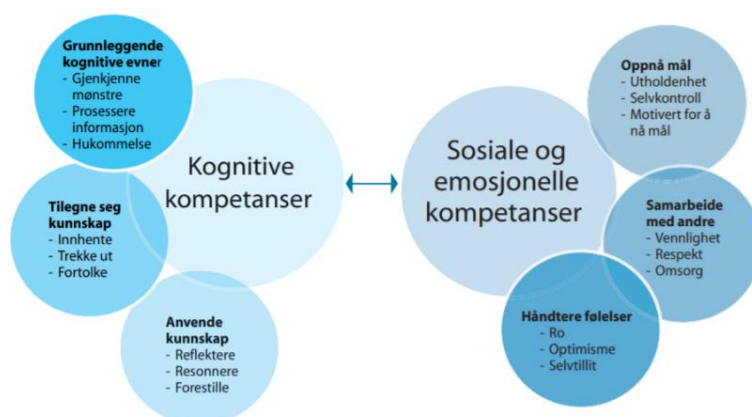 Grunnleggende
kognitive evner
- Gjenkjenne
mønstre
- Prosessere
informasjon
- Hukommelse
Kognitive
kompetanser
Tilegne seg
kunnskap
- Innhente
- Trekke ut
- Fortolke
Anvende
kunnskap
- Reflektere
- Resonnere
- Forestille
Sosiale og
emosjonelle
kompetanser
Oppnå mål
- Utholdenhet
- Selvkontroll
- Motivert for å
nå mål
Samarbeide
med andre
- Vennlighet
- Respekt
- Omsorg
Håndtere følelser
- Ro
- Optimisme
- Selvtillit